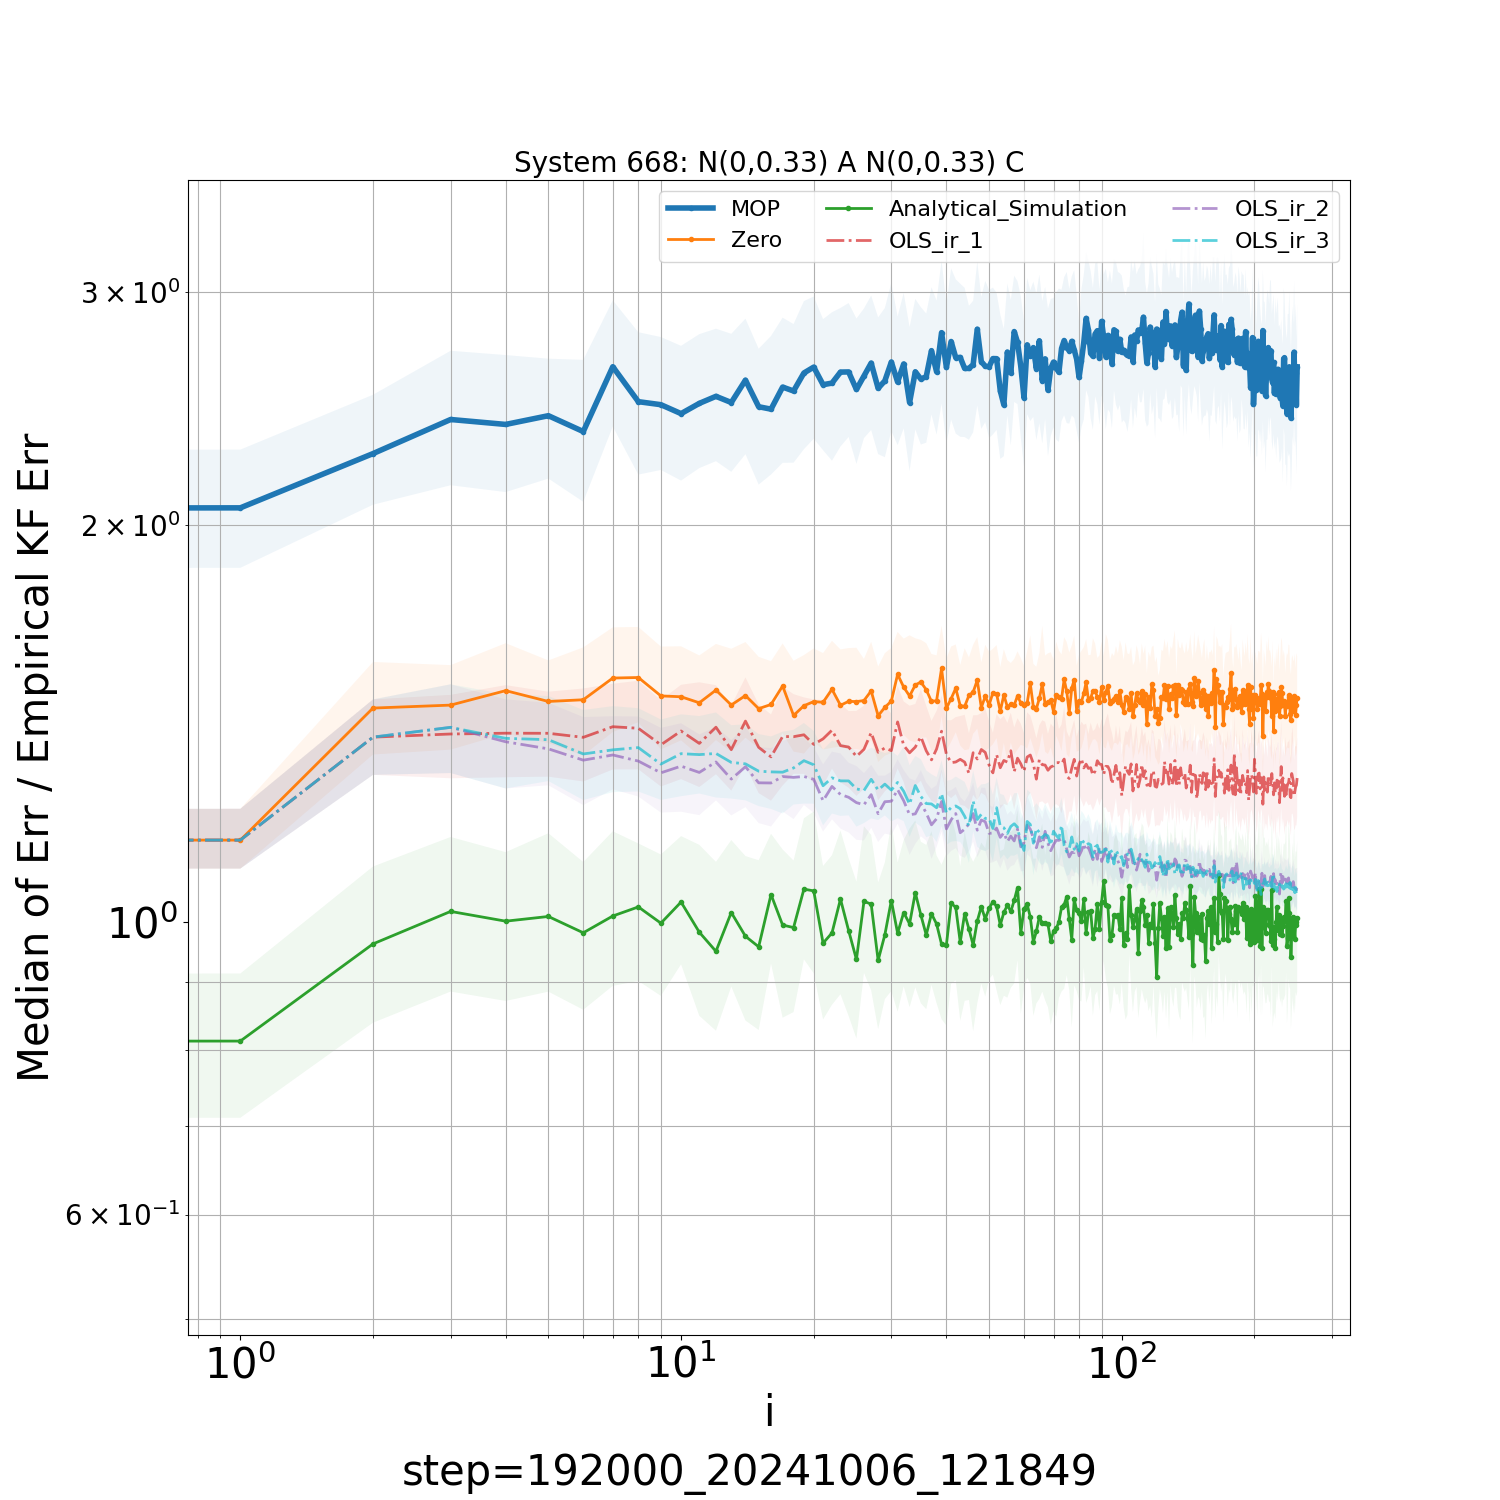 System 668: N(0,0.33) A N(0,0.33) C
MOP
Zero
Analytical_Simulation
OLS_ir_1
OLS_ir_2
OLS_ir_3
Median of Err / Empirical KF Err
3 × 10⁰
2 × 10⁰
10⁰
6 × 10⁻¹
10⁰
10¹
10²
i
step=192000_20241006_121849